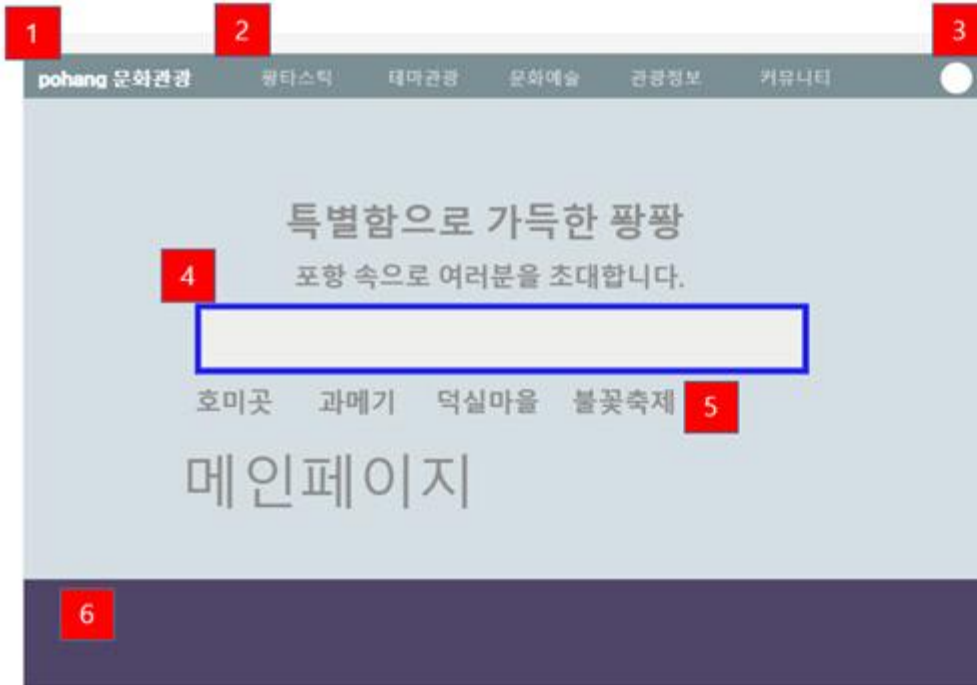 1
2
3
pohang 문화관광 퐝타스틱 테마관광 문화예술 관광정보 커뮤니티
특별함으로 가득한 퐝퐝
4
포항 속으로 여러분을 초대합니다.
호미곶 과메기 덕실마을 불꽃축제 5
메인페이지
6